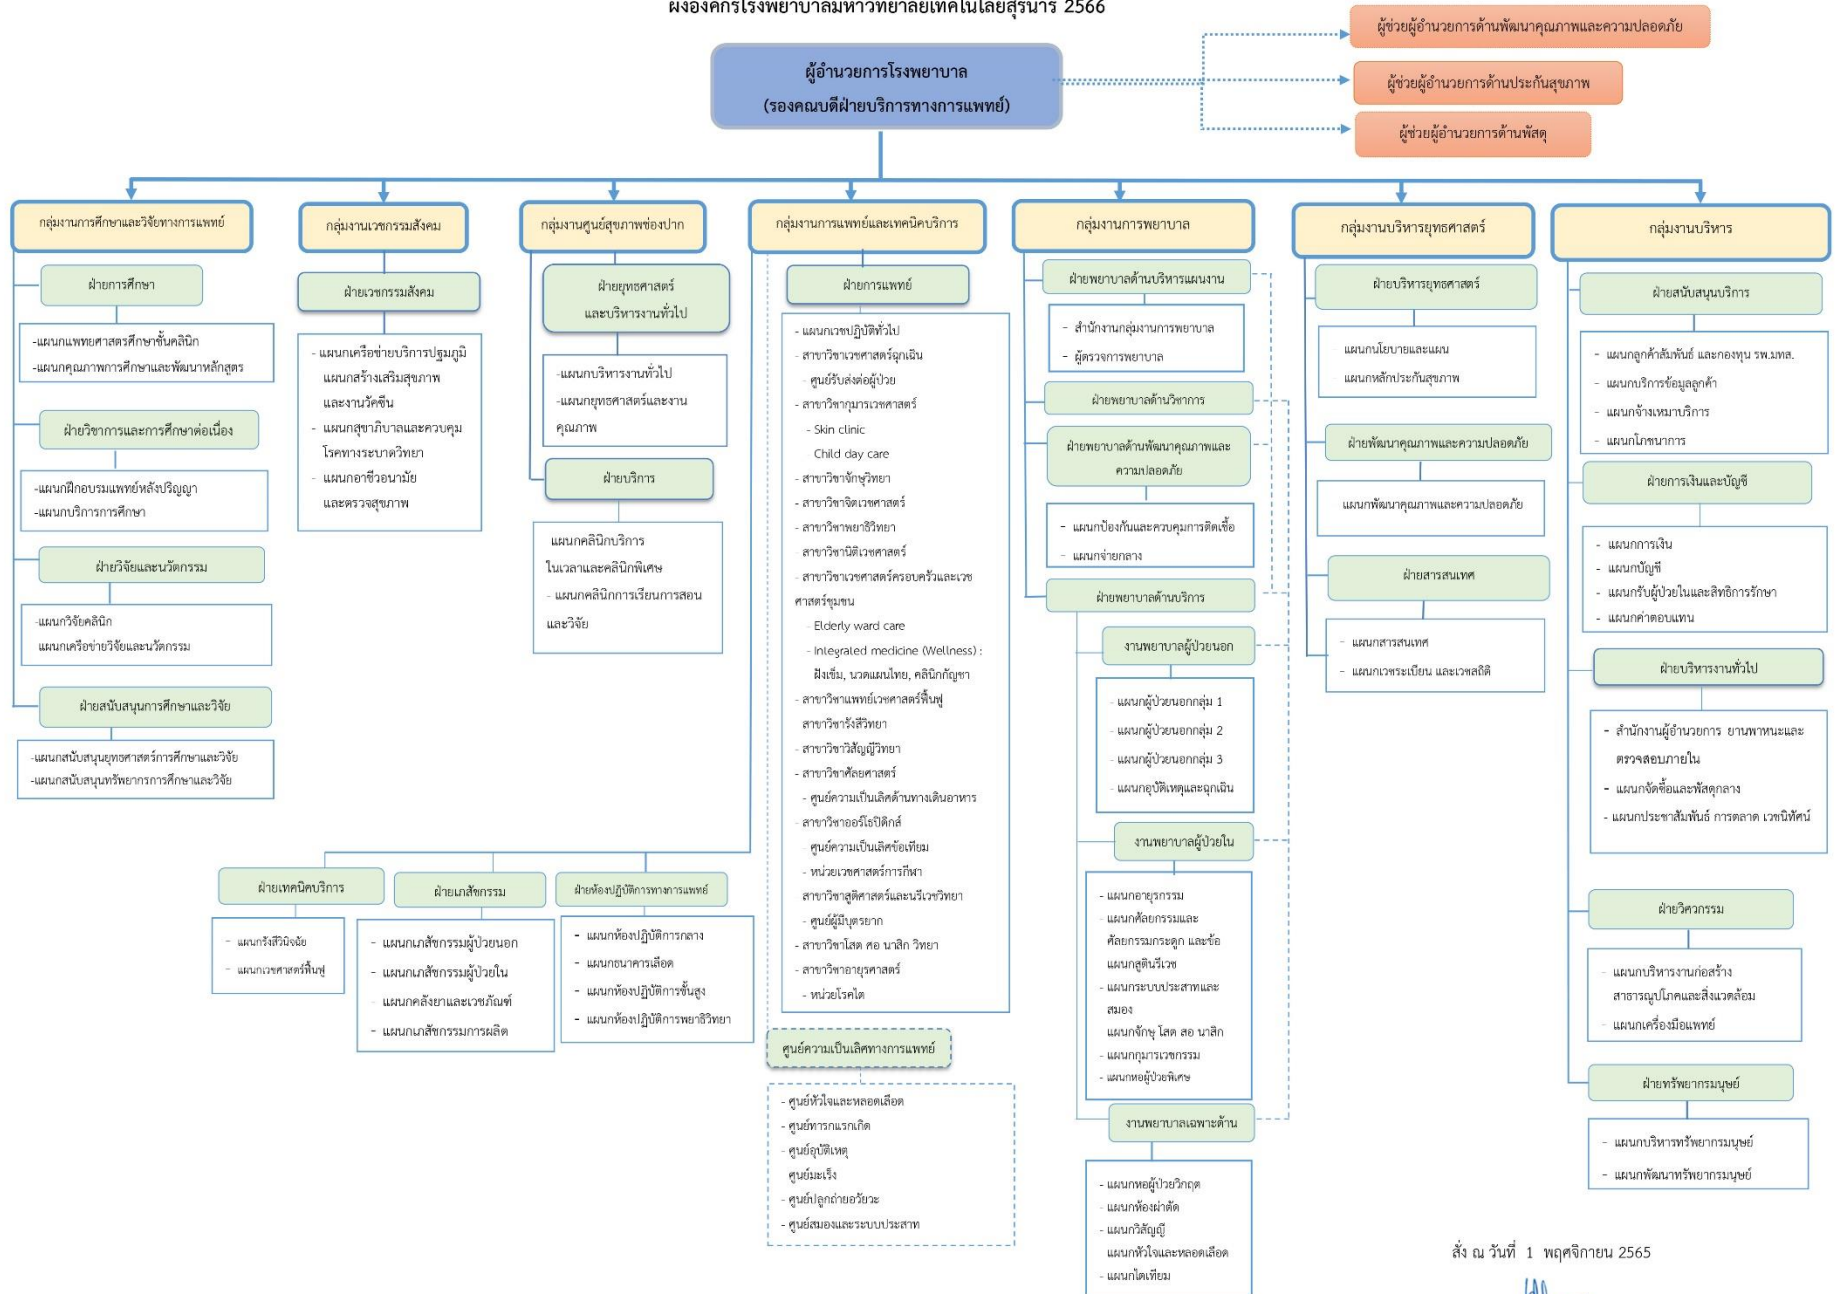 ผังองค์กรโรงพยาบาลมหาวิทยาลัยเทคโนโลยีสุรนารี 2566
ผู้อำนวยการโรงพยาบาล
(รองคณบดีฝ่ายบริการทางการแพทย์)
ผู้ช่วยผู้อำนวยการด้านพัฒนาคุณภาพและความปลอดภัย
ผู้ช่วยผู้อำนวยการด้านประกันสุขภาพ
ผู้ช่วยผู้อำนวยการด้านพัสดุ
กลุ่มงานการศึกษาและวิจัยทางการแพทย์
ฝ่ายการศึกษา
-แผนกแพทยศาสตรศึกษาชั้นคลินิก
-แผนกคุณภาพการศึกษาและพัฒนาหลักสูตร
ฝ่ายวิชาการและการศึกษาต่อเนื่อง
-แผนกฝึกอบรมแพทย์หลังปริญญา
-แผนกบริการการศึกษา
ฝ่ายวิจัยและนวัตกรรม
-แผนกวิจัยคลินิก
แผนกเครือข่ายวิจัยและนวัตกรรม
ฝ่ายสนับสนุนการศึกษาและวิจัย
-แผนกสนับสนุนยุทธศาสตร์การศึกษาและวิจัย
-แผนกสนับสนุนทรัพยากรการศึกษาและวิจัย
กลุ่มงานเวชกรรมสังคม
ฝ่ายเวชกรรมสังคม
- แผนกเครือข่ายบริการปฐมภูมิ
แผนกสร้างเสริมสุขภาพ
และงานวัคซีน
- แผนกสุขาภิบาลและควบคุม
โรคทางระบาดวิทยา
- แผนกอาชีวอนามัย
และตรวจสุขภาพ
กลุ่มงานศูนย์สุขภาพช่องปาก
ฝ่ายยุทธศาสตร์
และบริหารงานทั่วไป
-แผนกบริหารงานทั่วไป
-แผนกยุทธศาสตร์และงาน
คุณภาพ
ฝ่ายบริการ
แผนกคลินิกบริการ
ในเวลาและคลินิกพิเศษ
- แผนกคลินิกการเรียนการสอน
และวิจัย
กลุ่มงานการแพทย์และเทคนิคบริการ
ฝ่ายการแพทย์
- แผนกเวชปฏิบัติทั่วไป
- สาขาวิชาเวชศาสตร์ฉุกเฉิน
- ศูนย์รับส่งต่อผู้ป่วย
- สาขาวิชากุมารเวชศาสตร์
- Skin clinic
Child day care
- สาขาวิชาจักษุวิทยา
- สาขาวิชาจิตเวชศาสตร์
- สาขาวิชาพยาธิวิทยา
- สาขาวิชานิติเวชศาสตร์
- สาขาวิชาเวชศาสตร์ครอบครัวและเวช
ศาสตร์ชุมชน
- Elderly ward care
- Integraled medicine (Wellness) :
ฝังเข็ม, นวดแผนไทย, คลินิกกัญชา
- สาขาวิชาแพทย์เวชศาสตร์ฟื้นฟู
สาขาวิชารังสีวิทยา
- สาขาวิชาวิสัญญีวิทยา
- สาขาวิชาศัลยศาสตร์
- ศูนย์ความเป็นเลิศด้านทางเดินอาหาร
- สาขาวิชาออร์โธปิดิกส์
- ศูนย์ความเป็นเลิศข้อเทียม
- หน่วยเวชศาสตร์การกีฬา
สาขาวิชาสูติศาสตร์และนรีเวชวิทยา
- ศูนย์ผู้มีบุตรยาก
- สาขาวิชาโสต ศอ นาสิก วิทยา
- สาขาวิชาอายุรศาสตร์
- หน่วยโรคไต
ฝ่ายเทคนิคบริการ
- แผนกรังสีวินิจฉัย
- แผนกเวชศาสตร์ฟื้นฟู
ฝ่ายเภสัชกรรม
- แผนกเภสัชกรรมผู้ป่วยนอก
- แผนกเภสัชกรรมผู้ป่วยใน
- แผนกคลังยาและเวชภัณฑ์
- แผนกเภสัชกรรมการผลิต
ฝ่ายห้องปฏิบัติการทางการแพทย์
- แผนกห้องปฏิบัติการกลาง
- แผนกธนาคารเลือด
- แผนกห้องปฏิบัติการขั้นสูง
- แผนกห้องปฏิบัติการพยาธิวิทยา
ศูนย์ความเป็นเลิศทางการแพทย์
- ศูนย์หัวใจและหลอดเลือด
- ศูนย์ทารกแรกเกิด
- ศูนย์อุบัติเหตุ
ศูนย์มะเร็ง
- ศูนย์ปลูกถ่ายอวัยวะ
- ศูนย์สมองและระบบประสาท
กลุ่มงานการพยาบาล
ฝ่ายพยาบาลด้านบริหารแผนงาน
- สำนักงานกลุ่มงานการพยาบาล
- ผู้ตรวจการพยาบาล
ฝ่ายพยาบาลด้านวิชาการ
ฝ่ายพยาบาลด้านพัฒนาคุณภาพและ
ความปลอดภัย
- แผนกป้องกันและควบคุมการติดเชื้อ
- แผนกจ่ายกลาง
ฝ่ายพยาบาลด้านบริการ
งานพยาบาลผู้ป่วยนอก
- แผนกผู้ป่วยนอกกลุ่ม 1
- แผนกผู้ป่วยนอกกลุ่ม 2
- แผนกผู้ป่วยนอกกลุ่ม 3
- แผนกอุบัติเหตุและฉุกเฉิน
งานพยาบาลผู้ป่วยใน
- แผนกอายุรกรรม
- แผนกศัลยกรรมและ
ศัลยกรรมกระดูก และข้อ
แผนกสูตินรีเวช
- แผนกระบบประสาทและ
สมอง
แผนกจักษุ โสต สอ นาสิก
- แผนกกุมารเวชกรรม
- แผนกหอผู้ป่วยพิเศษ
งานพยาบาลเฉพาะด้าน
- แผนกหอผู้ป่วยวิกฤต
- แผนกห้องผ่าตัด
- แผนกวิสัญญี
แผนกหัวใจและหลอดเลือด
- แผนกไตเทียม
กลุ่มงานบริหารยุทธศาสตร์
ฝ่ายบริหารยุทธศาสตร์
แผนกนโยบายและแผน
แผนกหลักประกันสุขภาพ
ฝ่ายพัฒนาคุณภาพและความปลอดภัย
แผนกพัฒนาคุณภาพและความปลอดภัย
ฝ่ายสารสนเทศ
- แผนกสารสนเทศ
- แผนกเวชระเบียน และเวชสถิติ
กลุ่มงานบริหาร
ฝ่ายสนับสนุนบริการ
- แผนกลูกค้าสัมพันธ์ และกองทุน รพ.มทส.
- แผนกบริการข้อมูลลูกค้า
- แผนกจ้างเหมาบริการ
- แผนกโภชนาการ
ฝ่ายการเงินและบัญชี
- แผนกการเงิน
- แผนกบัญชี
- แผนกรับผู้ป่วยในและสิทธิการรักษา
- แผนกค่าตอบแทน
ฝ่ายบริหารงานทั่วไป
- สำนักงานผู้อำนวยการ ยานพาหนะและ
ตรวจสอบภายใน
- แผนกจัดซื้อและพัสดุกลาง
- แผนกประชาสัมพันธ์ การตลาด เวชนิทัศน์
ฝ่ายวิศวกรรม
- แผนกบริหารงานก่อสร้าง
สาธารณูปโภคและสิ่งแวดล้อม
- แผนกเครื่องมือแพทย์
ฝ่ายทรัพยากรมนุษย์
- แผนกบริหารทรัพยากรมนุษย์
- แผนกพัฒนาทรัพยากรมนุษย์
สั่ง ณ วันที่ 1 พฤศจิกายน 2565